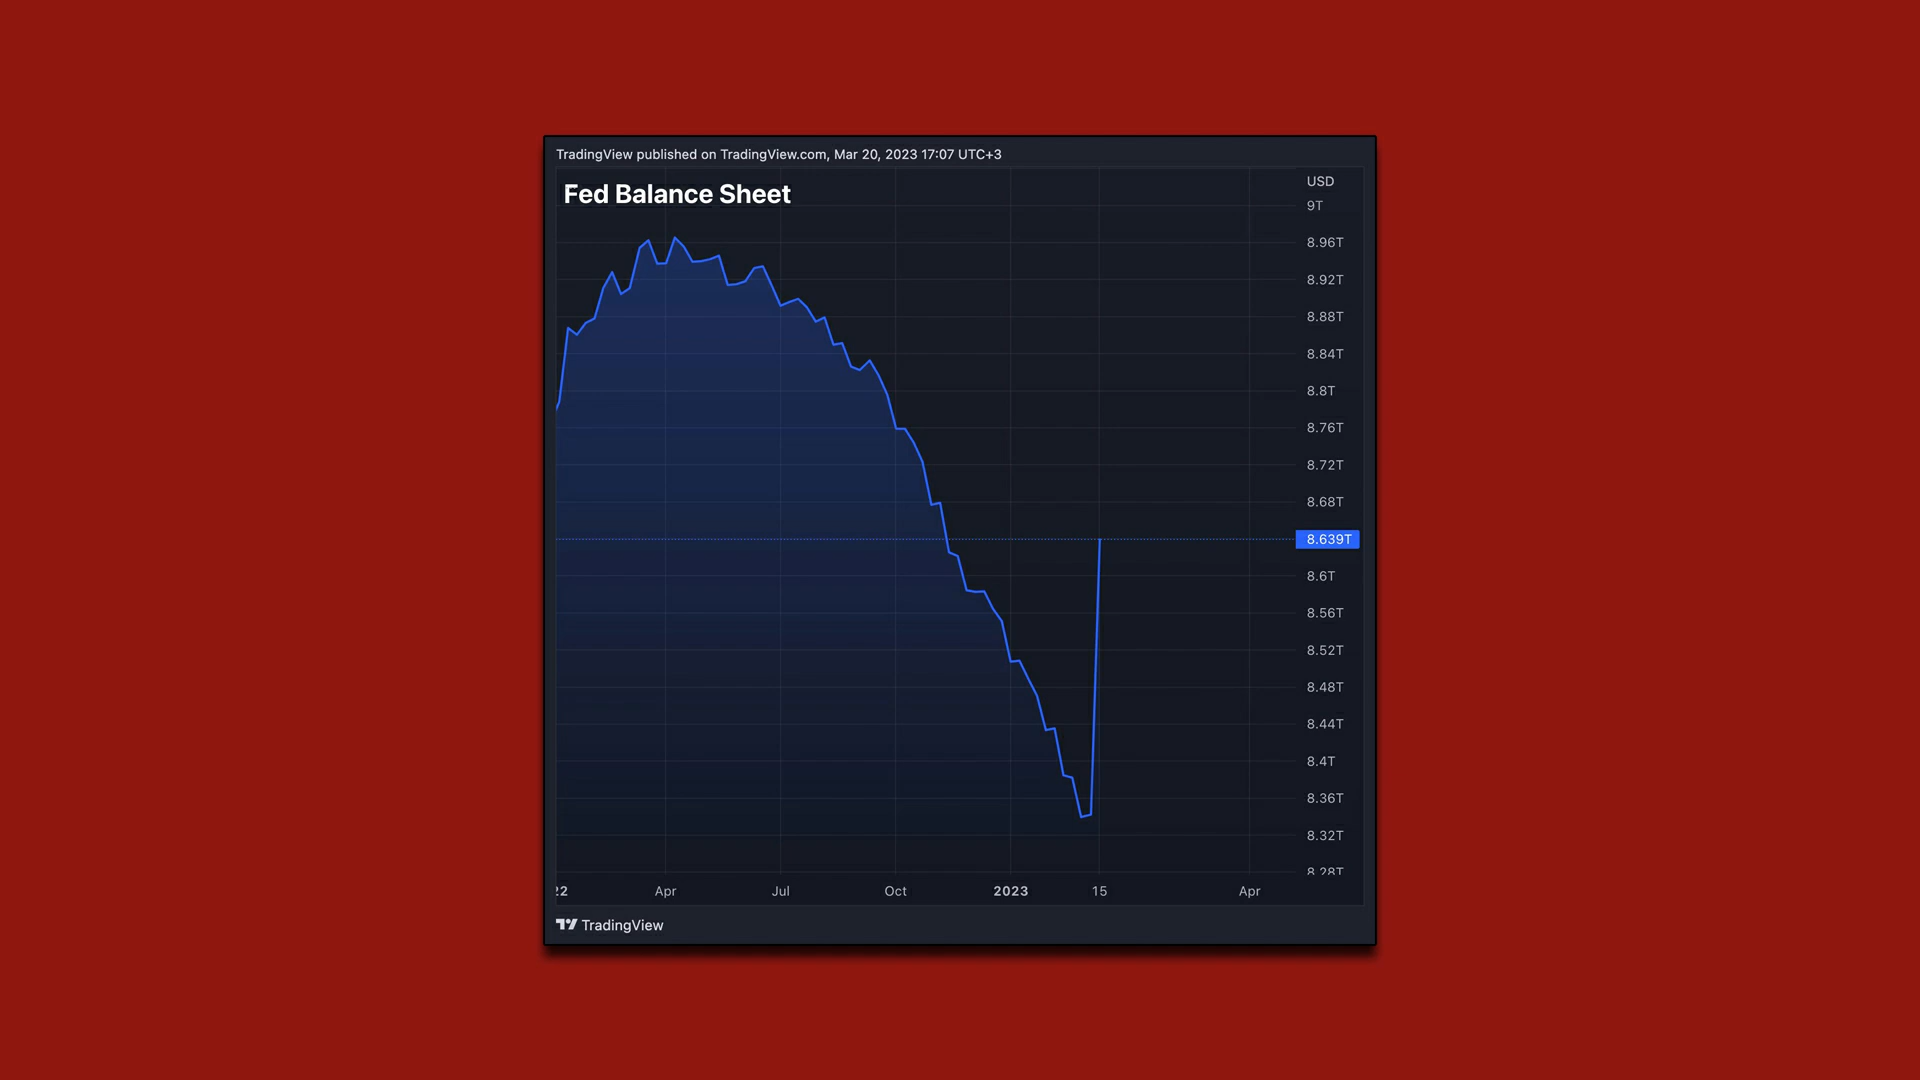 TradingView published on TradingView.com, Mar 20, 2023 17:07 UTC+3
Fed Balance Sheet
USD
9T
8.96T
8.92T
8.88T
8.84T
8.8T
8.76T
8.72T
8.68T
8.639T
8.6T
8.56T
8.52T
8.48T
8.44T
8.4T
8.36T
8.32T
8.28T
22 Apr Jul Oct 2023 15 Apr
TradingView